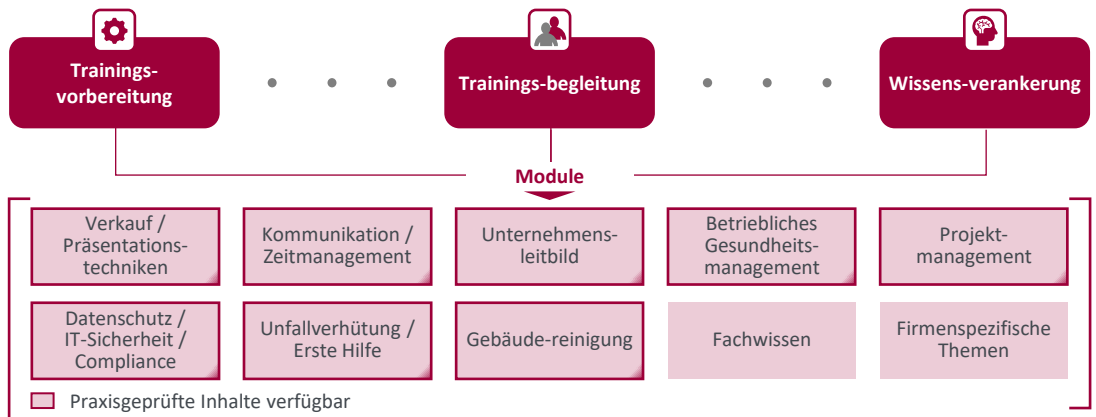 Trainings-
vorbereitung
Trainings-begleitung
Wissens-verankerung
Module
Verkauf /
Präsentations-
techniken
Kommunikation /
Zeitmanagement
Unternehmens-
leitbild
Betriebliches
Gesundheits-
management
Projekt-
management
Datenschutz /
IT-Sicherheit /
Compliance
Unfallverhütung /
Erste Hilfe
Gebäude-reinigung
Fachwissen
Firmenspezifische
Themen
Praxisgeprüfte Inhalte verfügbar